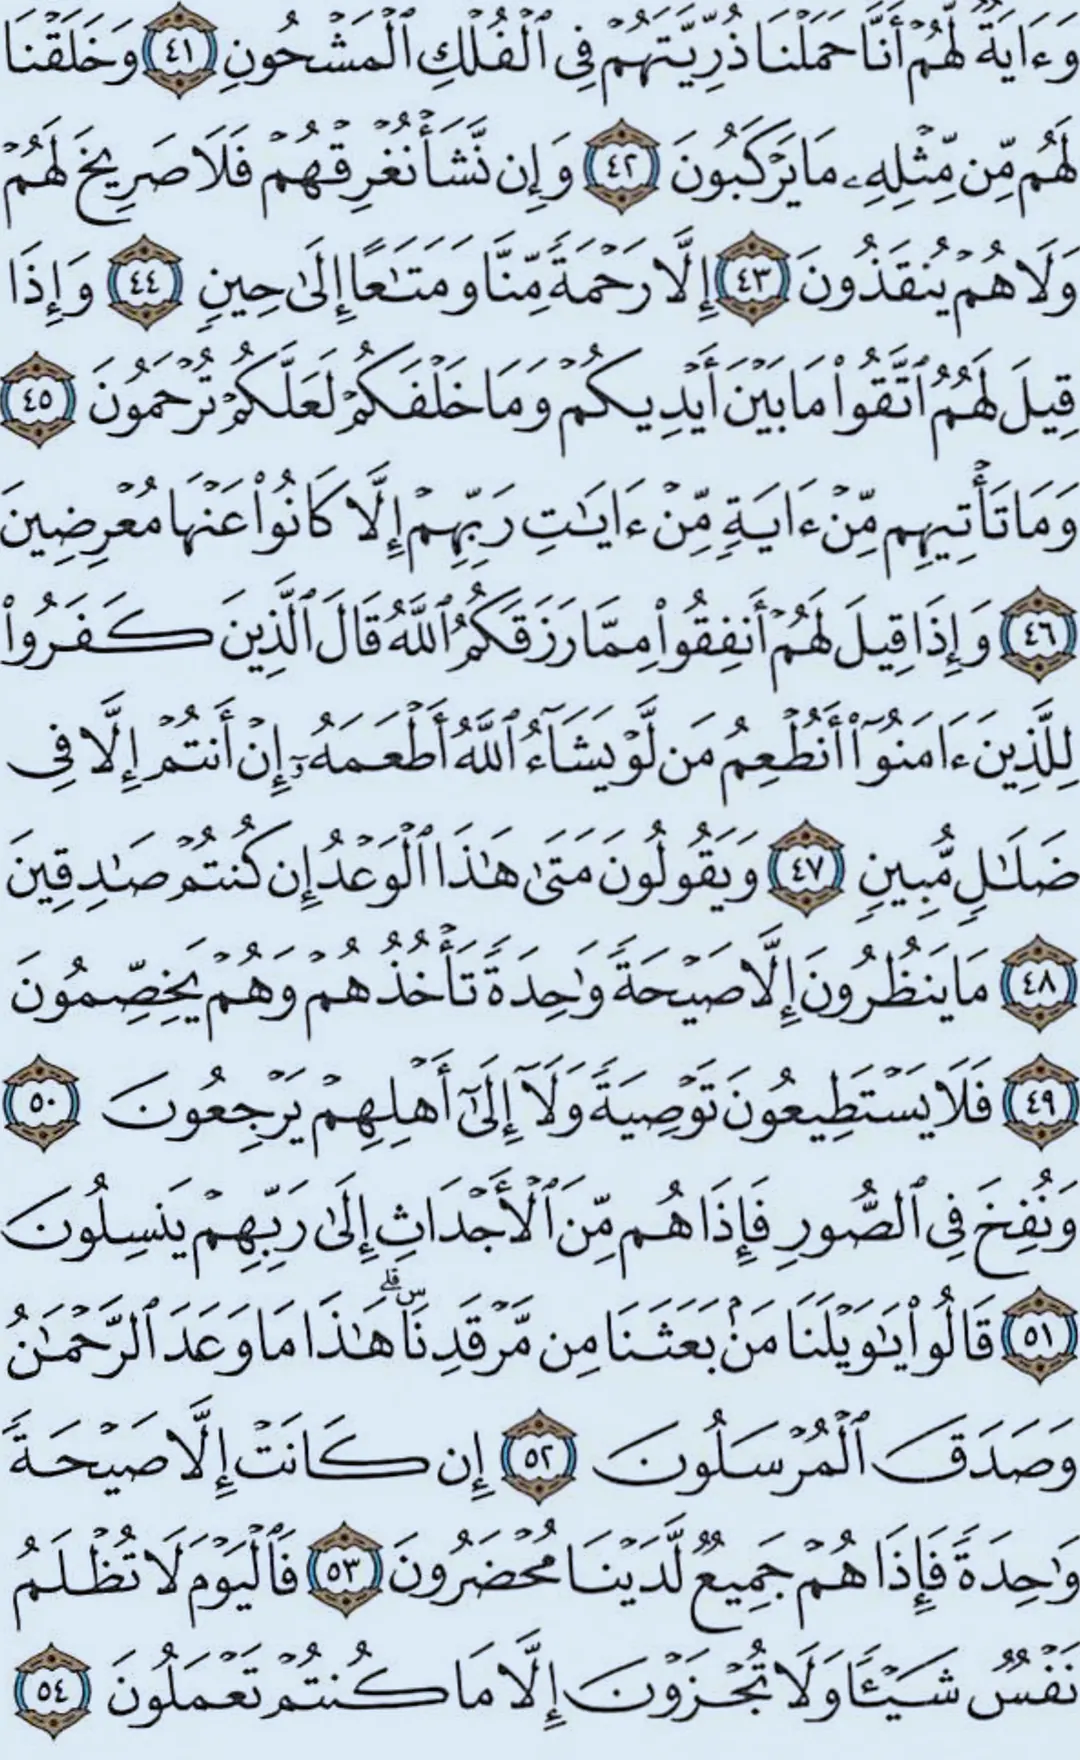 وَءَايَةٌ لَّهُمْ أَنَّا حَمَلْنَا ذُرِّيَّتَهُمْ فِى ٱلْفُلْكِ ٱلْمَشْحُونِ ٤١ وَخَلَقْنَا
لَهُم مِّن مِّثْلِهِۦ مَا يَرْكَبُونَ ٤٢ وَإِن نَّشَأْ نُغْرِقْهُمْ فَلَا صَرِيخَ لَهُمْ
وَلَا هُمْ يُنقَذُونَ ٤٣ إِلَّا رَحْمَةً مِّنَّا وَمَتَـٰعًا إِلَىٰ حِينٍ ٤٤ وَإِذَا
قِيلَ لَهُمُ ٱتَّقُوا۟ مَا بَيْنَ أَيْدِيكُمْ وَمَا خَلْفَكُمْ لَعَلَّكُمْ تُرْحَمُونَ ٤٥
وَمَا تَأْتِيهِم مِّنْ ءَايَةٍ مِّنْ ءَايَـٰتِ رَبِّهِمْ إِلَّا كَانُوا۟ عَنْهَا مُعْرِضِينَ
٤٦ وَإِذَا قِيلَ لَهُمْ أَنفِقُوا۟ مِمَّا رَزَقَكُمُ ٱللَّهُ قَالَ ٱلَّذِينَ كَفَرُوا۟
لِلَّذِينَ ءَامَنُوٓا۟ أَنُطْعِمُ مَن لَّوْ يَشَآءُ ٱللَّهُ أَطْعَمَهُۥٓ إِنْ أَنتُمْ إِلَّا فِى
ضَلَـٰلٍ مُّبِينٍ ٤٧ وَيَقُولُونَ مَتَىٰ هَـٰذَا ٱلْوَعْدُ إِن كُنتُمْ صَـٰدِقِينَ
٤٨ مَا يَنظُرُونَ إِلَّا صَيْحَةً وَٰحِدَةً تَأْخُذُهُمْ وَهُمْ يَخِصِّمُونَ
٤٩ فَلَا يَسْتَطِيعُونَ تَوْصِيَةً وَلَآ إِلَىٰٓ أَهْلِهِمْ يَرْجِعُونَ ٥٠
وَنُفِخَ فِى ٱلصُّورِ فَإِذَا هُم مِّنَ ٱلْأَجْدَاثِ إِلَىٰ رَبِّهِمْ يَنسِلُونَ
٥١ قَالُوا۟ يَـٰوَيْلَنَا مَنۢ بَعَثَنَا مِن مَّرْقَدِنَا ۜ ۗ هَـٰذَا مَا وَعَدَ ٱلرَّحْمَـٰنُ
وَصَدَقَ ٱلْمُرْسَلُونَ ٥٢ إِن كَانَتْ إِلَّا صَيْحَةً
وَٰحِدَةً فَإِذَا هُمْ جَمِيعٌ لَّدَيْنَا مُحْضَرُونَ ٥٣ فَٱلْيَوْمَ لَا تُظْلَمُ
نَفْسٌ شَيْـًٔا وَلَا تُجْزَوْنَ إِلَّا مَا كُنتُمْ تَعْمَلُونَ ٥٤